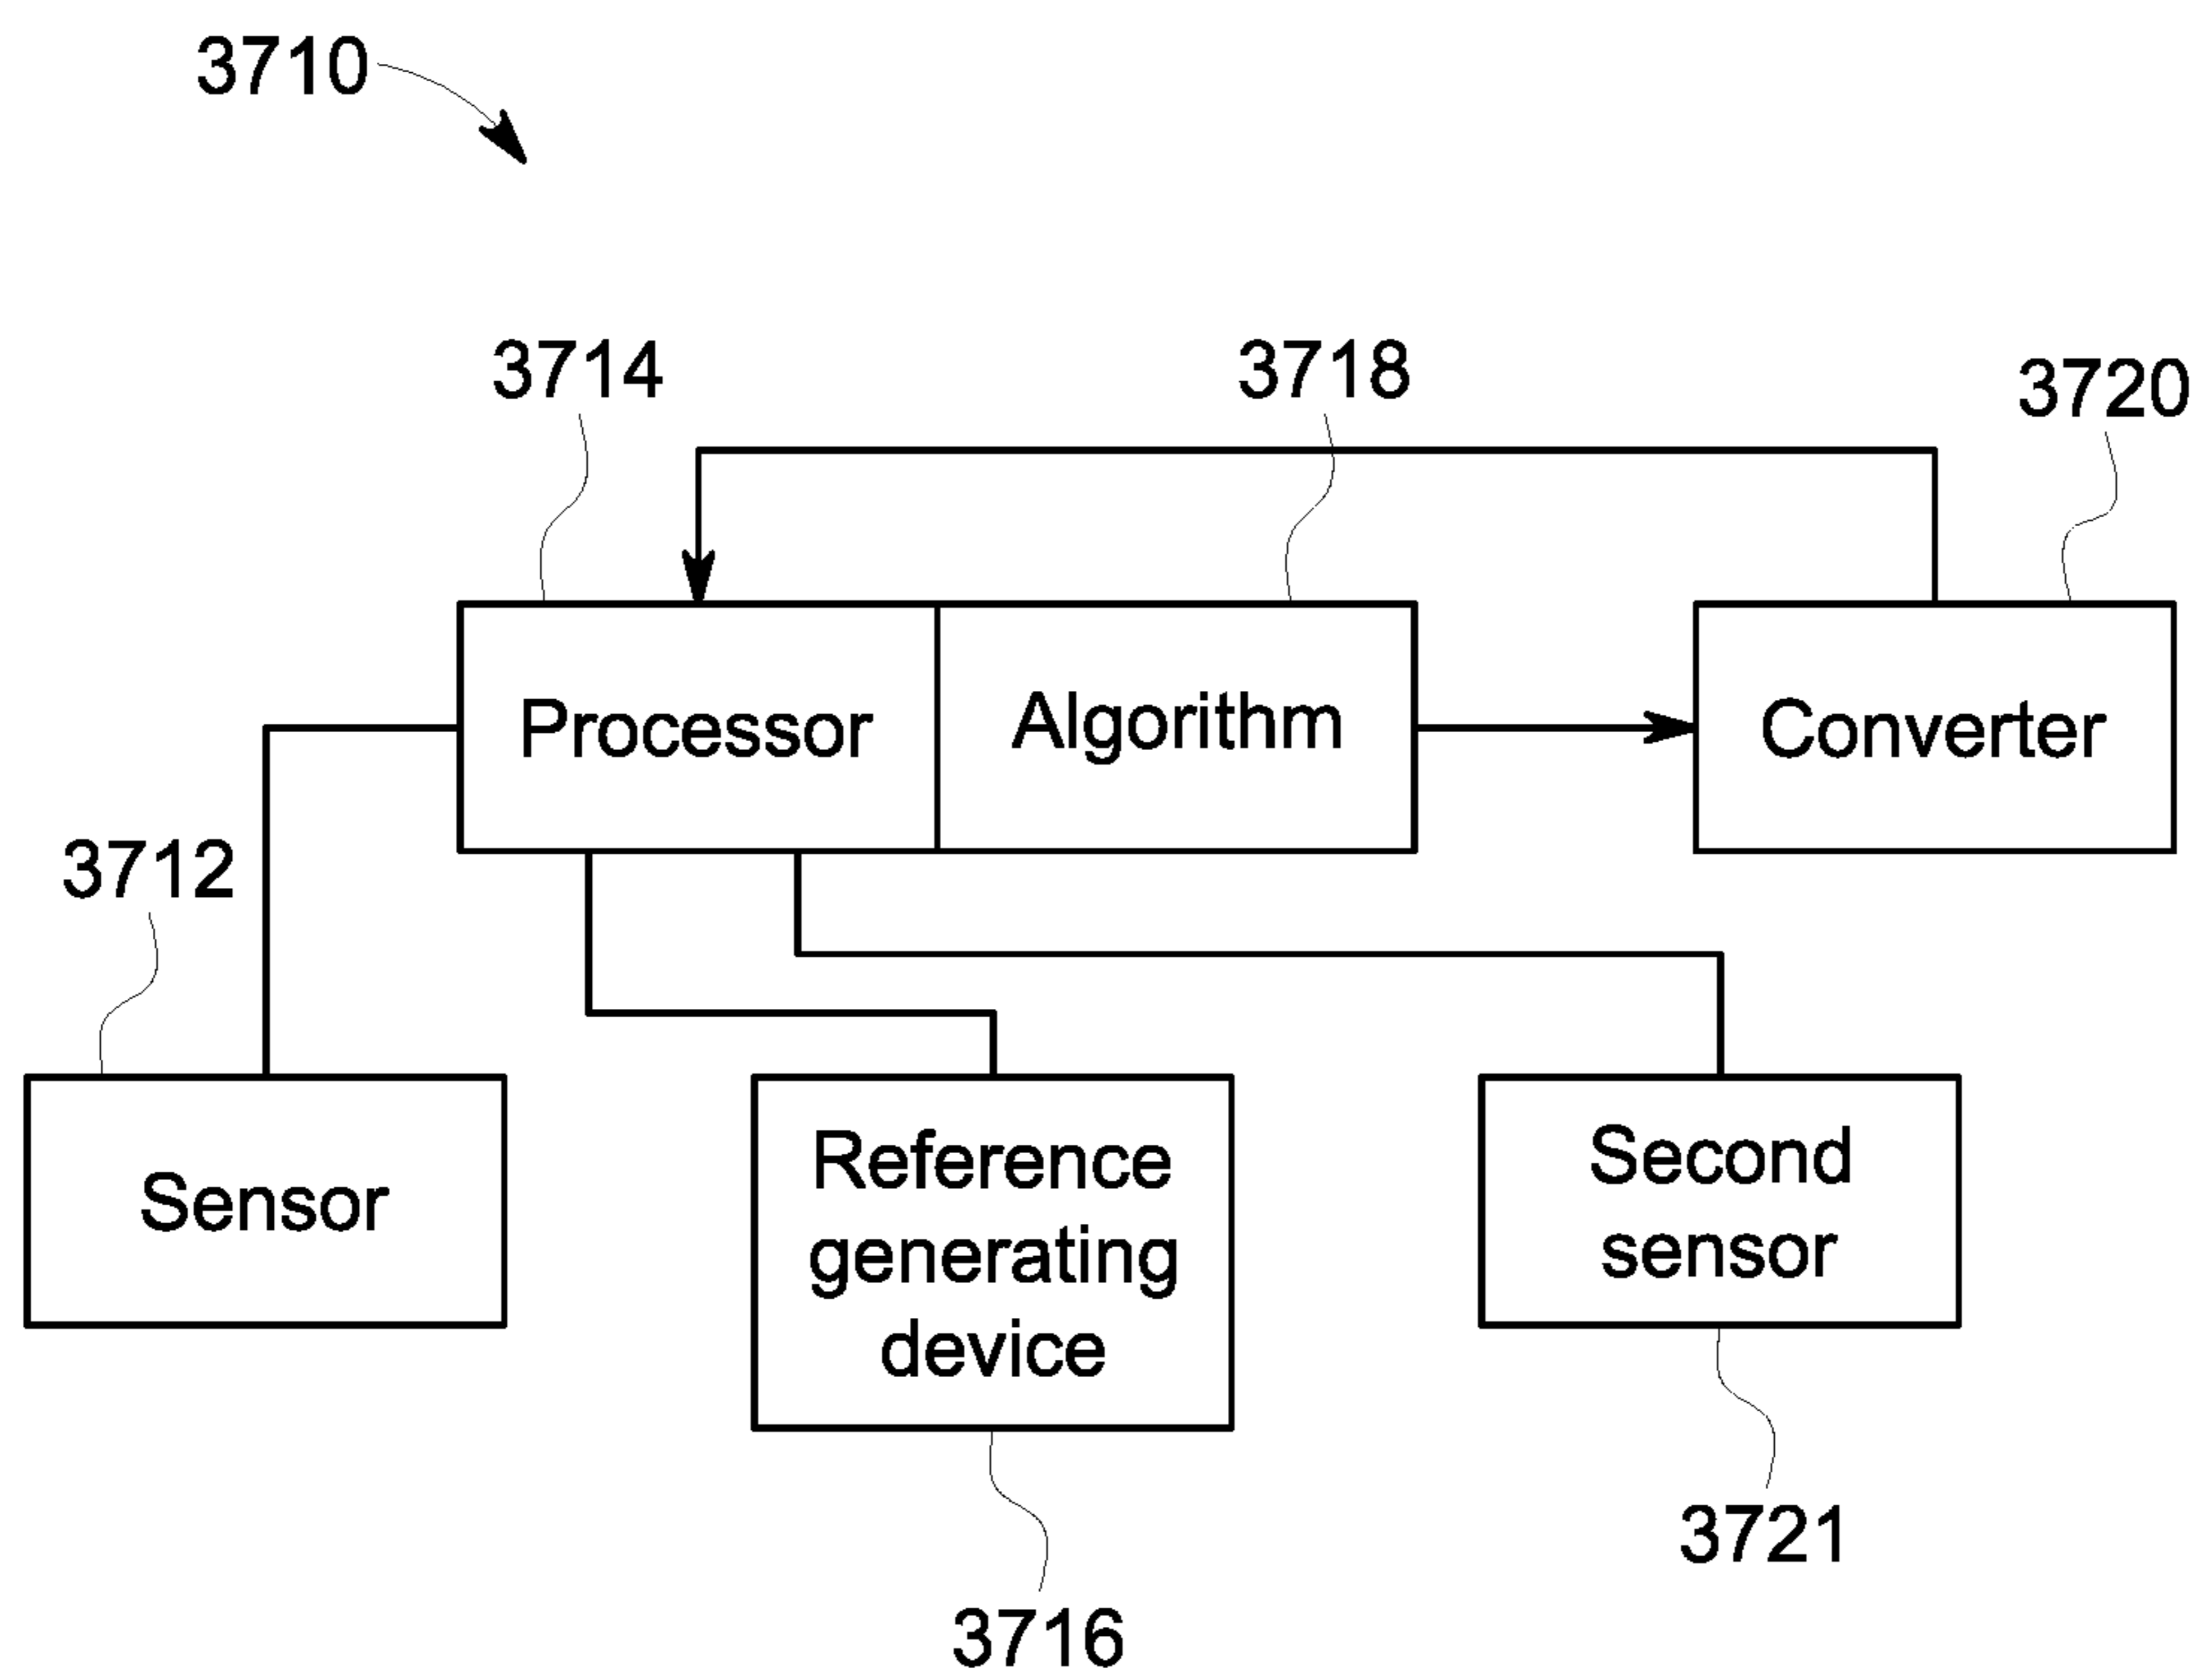 3710
3714
3718
3720
Processor
Algorithm
Converter
3712
Sensor
Reference
generating
device
Second
sensor
3721
3716